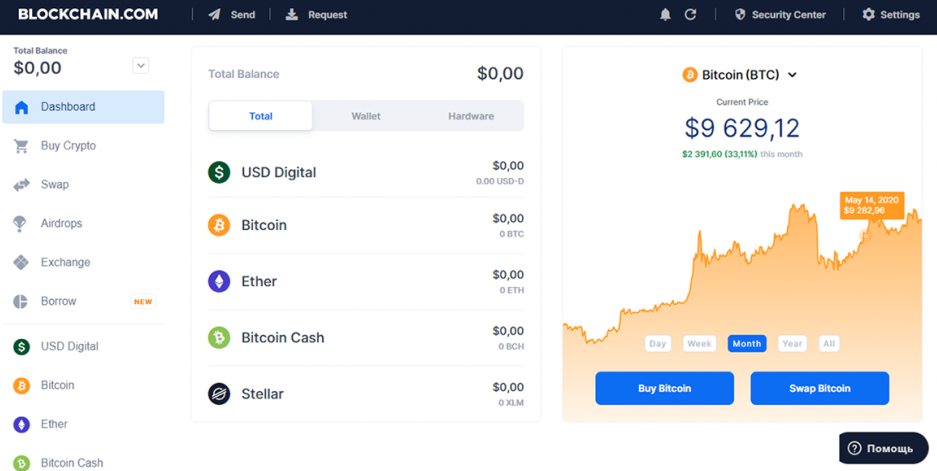 BLOCKCHAIN.COM
Send
Request
Security Center
Settings
Total Balance
$0,00
Dashboard
Buy Crypto
Swap
Airdrops
Exchange
Borrow
NEW
USD Digital
Bitcoin
Ether
Bitcoin Cash
Total Balance
$0,00
Total
Wallet
Hardware
USD Digital
$0,00
0.00 USD-D
Bitcoin
$0,00
0 BTC
Ether
$0,00
0 ETH
Bitcoin Cash
$0,00
0 BCH
Stellar
$0,00
0 XLM
Bitcoin (BTC)
Current Price
$9 629,12
$2 391,60 (33,11%) this month
May 14, 2020
$9 282,96
Day
Week
Month
Year
All
Buy Bitcoin
Swap Bitcoin
Помощь